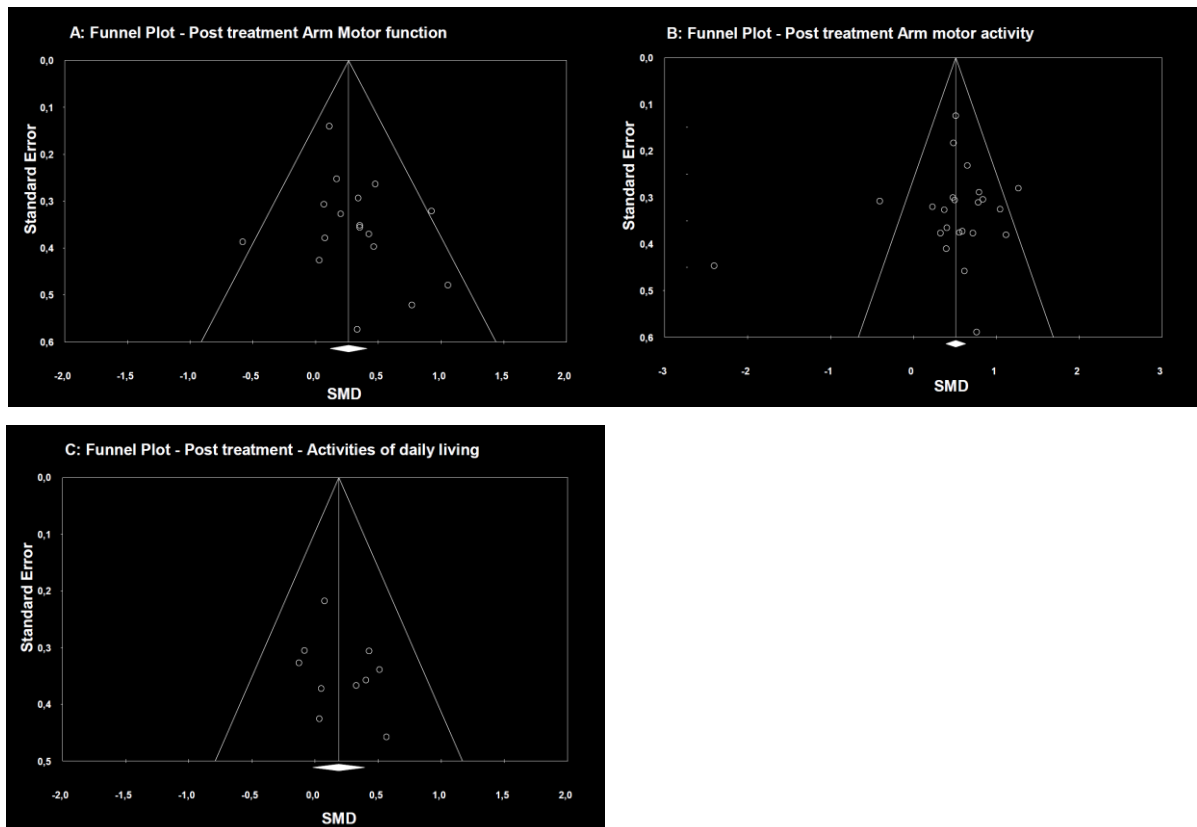 A: Funnel Plot - Post treatment Arm Motor function
0,0
0,1
0,2
0,3
0,4
0,5
0,6
Standard Error
-2,0 -1,5 -1,0 -0,5 0,0 0,5 1,0 1,5 2,0
SMD
B: Funnel Plot - Post treatment Arm motor activity
0,0
0,1
0,2
0,3
0,4
0,5
0,6
Standard Error
-3 -2 -1 0 1 2 3
SMD
C: Funnel Plot - Post treatment - Activities of daily living
0,0
0,1
0,2
0,3
0,4
0,5
Standard Error
-2,0 -1,5 -1,0 -0,5 0,0 0,5 1,0 1,5 2,0
SMD